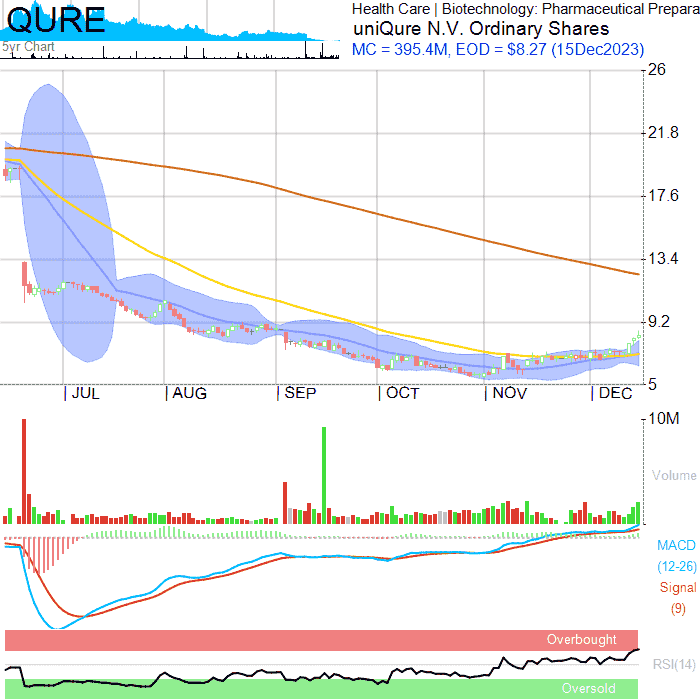 QURE
Health Care | Biotechnology: Pharmaceutical Prepara
uniQure N.V. Ordinary Shares
5yr Chart
MC = 395.4M, EOD = $8.27 (15Dec2023)
26
21.8
17.6
13.4
9.2
5
JUL
AUG
SEP
OCT
NOV
DEC
10M
Volume
MACD
(12-26)
Signal
(9)
Overbought
RSI(14)
Oversold